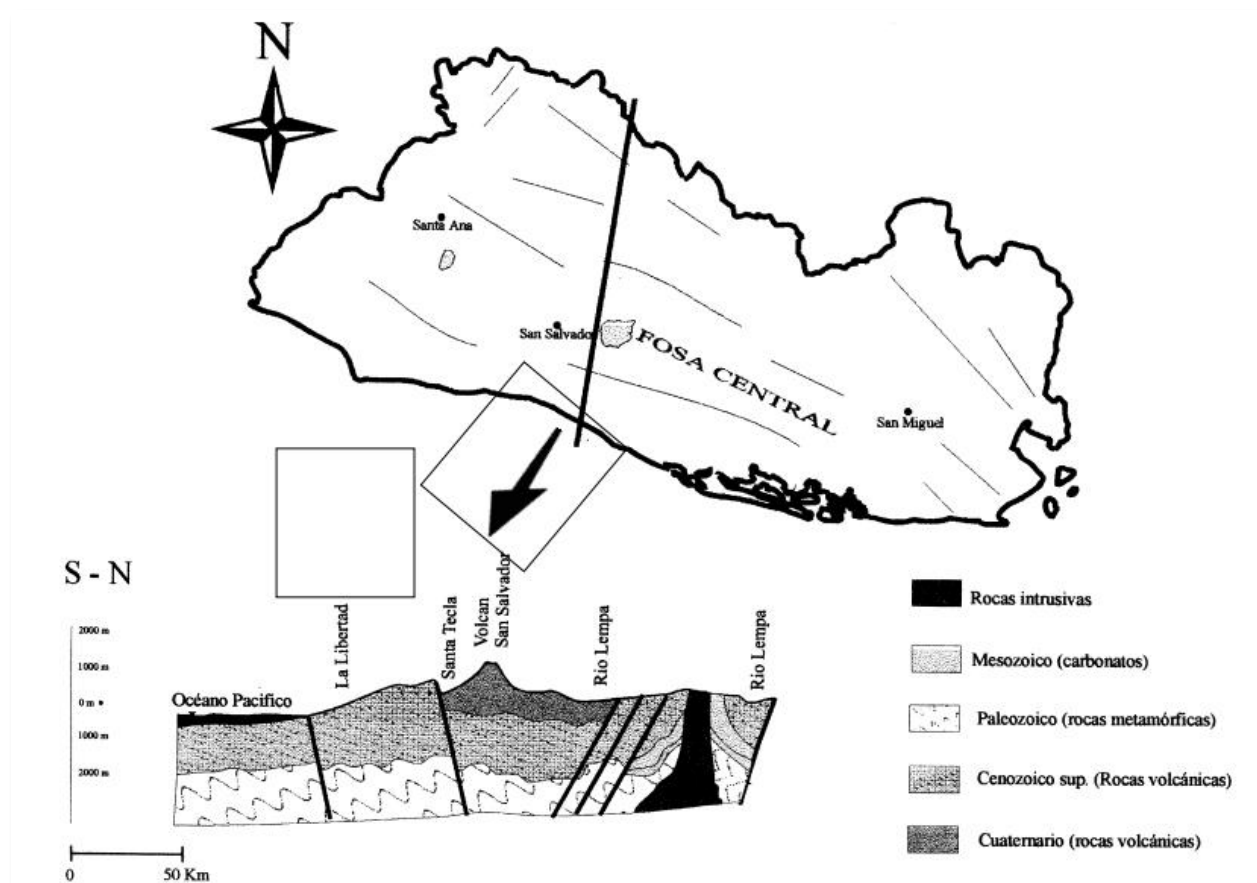 N
Santa Ana
San Salvador
FOSA CENTRAL
San Miguel
S - N
La Libertad
Santa Tecla
Volcan
San Salvador
Rio Lempa
Rio Lempa
2000 m
1000 m
0 m
1000 m
2000 m
Océano Pacifico
0
50 Km
Rocas intrusivas
Mesozoico (carbonatos)
Paleozoico (rocas metamórficas)
Cenozoico sup. (Rocas volcánicas)
Cuaternario (rocas volcánicas)